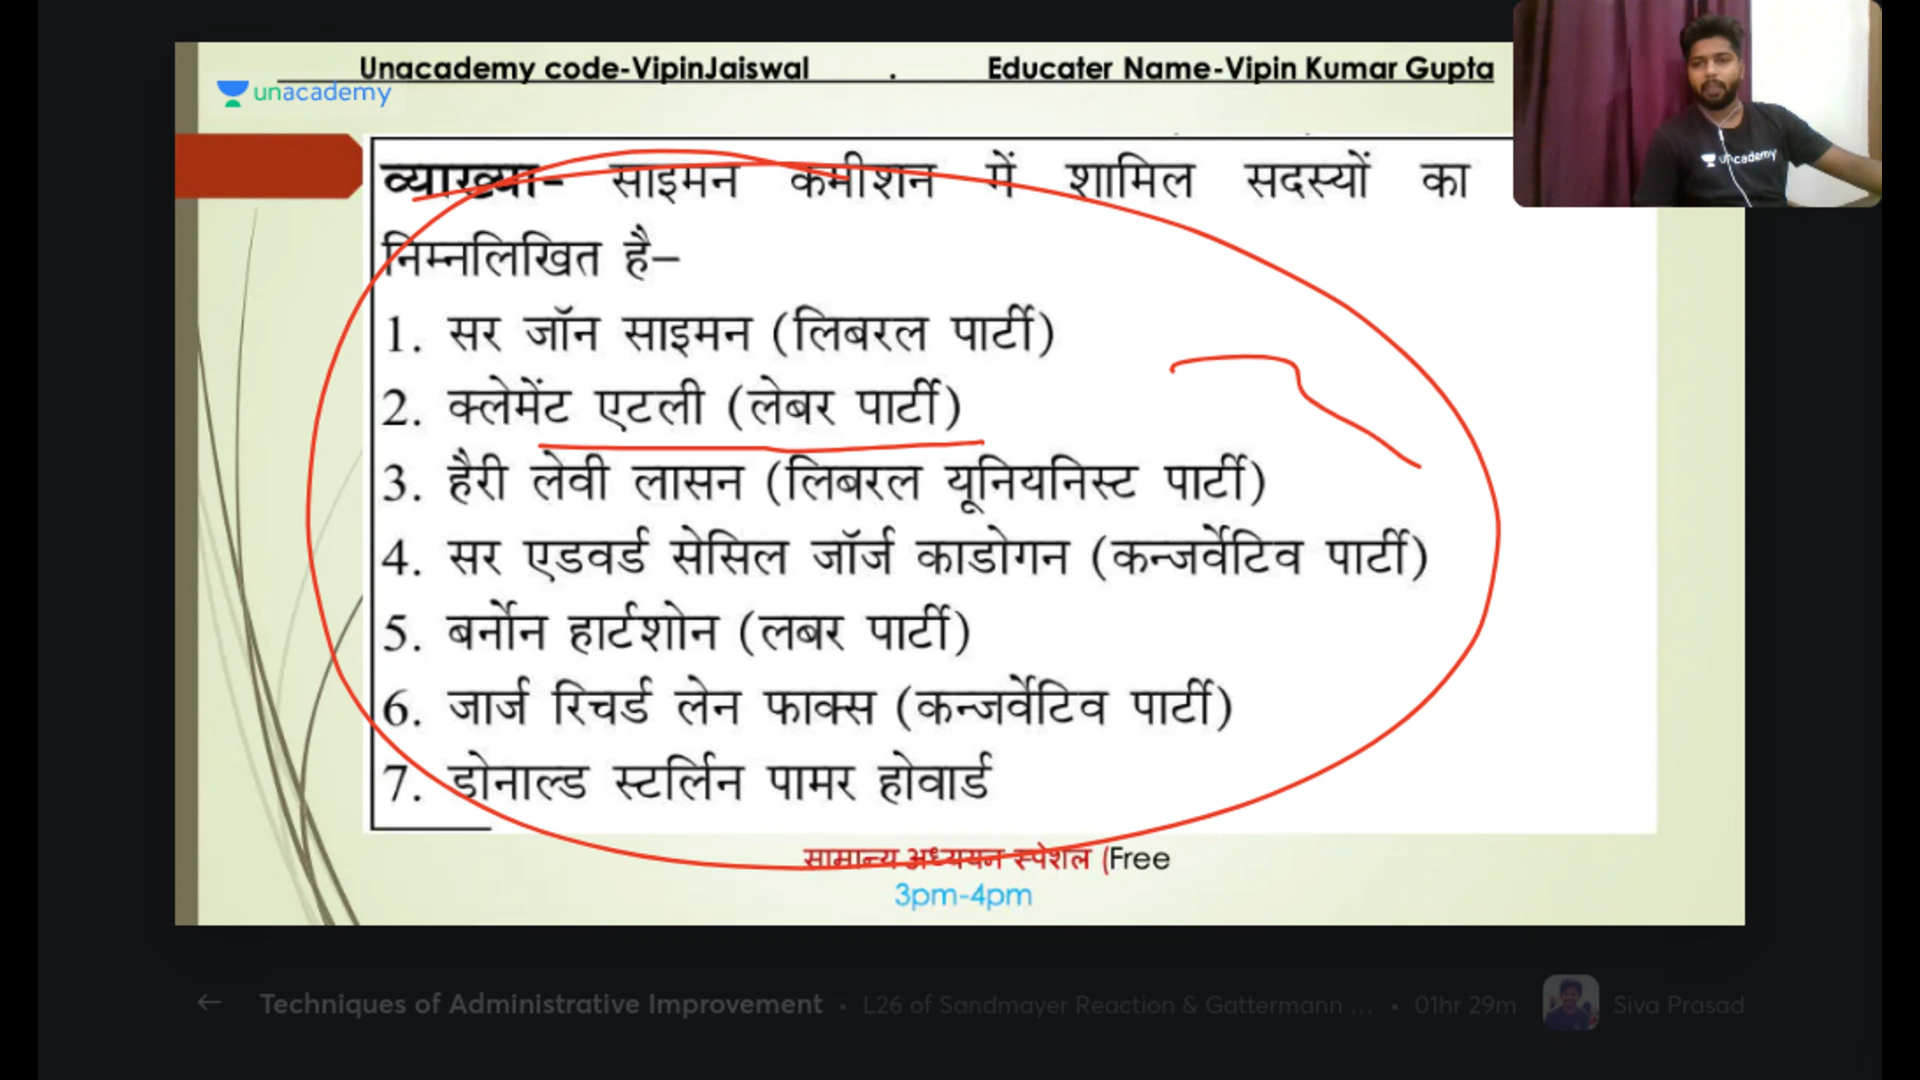 Unacademy code-VipinJaiswal . Educater Name-Vipin Kumar Gupta
unacademy
unacademy
व्याख्या– साइमन कमीशन में शामिल सदस्यों का
निम्नलिखित है–
1. सर जॉन साइमन (लिबरल पार्टी)
2. क्लेमेंट एटली (लेबर पार्टी)
3. हैरी लेवी लासन (लिबरल यूनियनिस्ट पार्टी)
4. सर एडवर्ड सेसिल जॉर्ज काडोगन (कन्जर्वेटिव पार्टी)
5. बर्नोन हार्टशोन (लबर पार्टी)
6. जार्ज रिचर्ड लेन फाक्स (कन्जर्वेटिव पार्टी)
7. डोनाल्ड स्टर्लिन पामर होवार्ड
सामान्य अध्ययन स्पेशल (Free
3pm-4pm
Techniques of Administrative Improvement • L26 of Sandmayer Reaction & Gattermann ... • 01hr 29m Siva Prasad